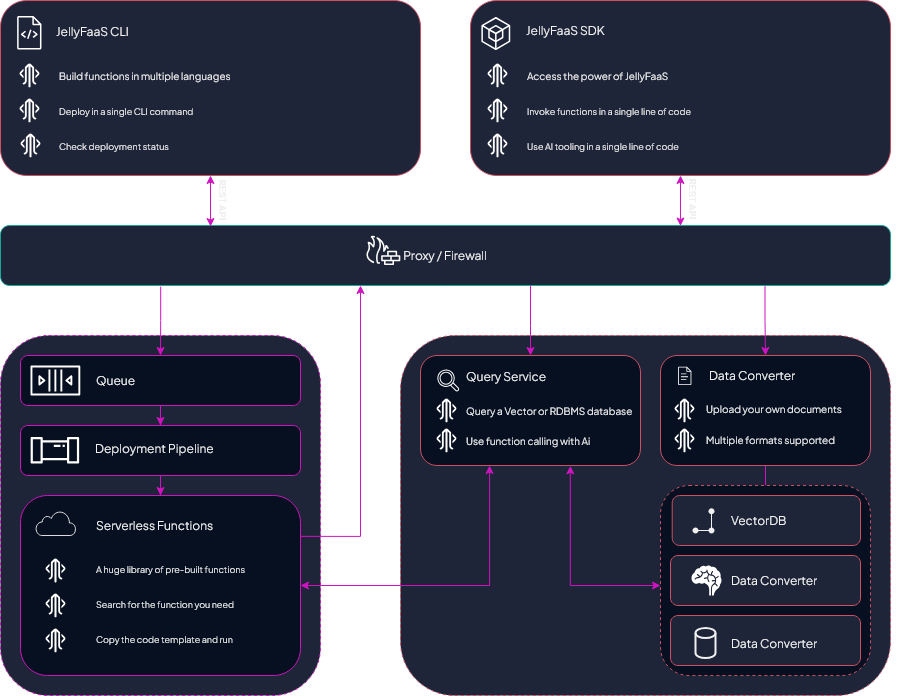 JellyFaaS CLI
Build functions in multiple languages
Deploy in a single CLI command
Check deployment status
JellyFaaS SDK
Access the power of JellyFaaS
Invoke functions in a single line of code
Use AI tooling in a single line of code
REST API
REST API
Proxy / Firewall
Queue
Deployment Pipeline
Serverless Functions
A huge library of pre-built functions
Search for the function you need
Copy the code template and run
Query Service
Query a Vector or RDBMS database
Use function calling with Ai
Data Converter
Upload your own documents
Multiple formats supported
VectorDB
Data Converter
Data Converter